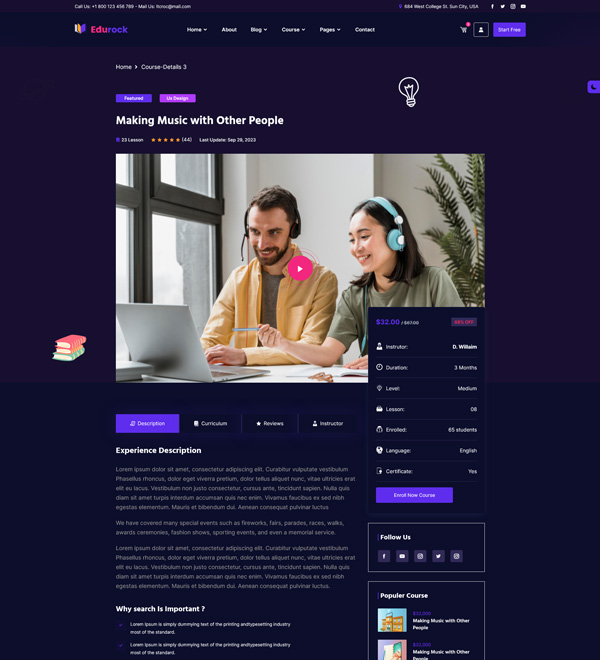 Call Us: +1 800 123 456 789 - Mail Us: Itcroc@mail.com
684 West College St. Sun City, USA
Edurock
Home
About
Blog
Course
Pages
Contact
Start Free
Home
Course-Details 3
Featured
Ux Design
Making Music with Other People
23 Lesson
(44)
Last Update: Sep 29, 2023
$32.00 / $67.00
Instructor:
D. Willaim
Duration:
3 Months
Level:
Medium
Lesson:
08
Enrolled:
65 students
Language:
English
Certificate:
Yes
Enroll Now Course
Description
Curriculum
Reviews
Instructor
Experience Description
Lorem ipsum dolor sit amet, consectetur adipiscing elit. Curabitur vulputate vestibulum
Phasellus rhoncus, dolor eget viverra pretium, dolor tellus aliquet nunc, vitae ultricies erat
elit eu lacus. Vestibulum non justo consectetur, cursus ante, tincidunt sapien. Nulla quis
diam sit amet turpis interdum accumsan quis nec enim. Vivamus faucibus ex sed nibh
egestas elementum. Mauris et bibendum dui. Aenean consequat pulvinar luctus
We have covered many special events such as fireworks, fairs, parades, races, walks,
awards ceremonies, fashion shows, sporting events, and even a memorial service.
Lorem ipsum dolor sit amet, consectetur adipiscing elit. Curabitur vulputate vestibulum
Phasellus rhoncus, dolor eget viverra pretium, dolor tellus aliquet nunc, vitae ultricies erat
elit eu lacus. Vestibulum non justo consectetur, cursus ante, tincidunt sapien. Nulla quis
diam sit amet turpis interdum accumsan quis nec enim. Vivamus faucibus ex sed nibh
egestas elementum. Mauris et bibendum dui. Aenean consequat pulvinar luctus.
Why search Is Important ?
Lorem Ipsum is simply dummying text of the printing andtypesetting industry
most of the standard.
Lorem Ipsum is simply dummying text of the printing andtypesetting industry
most of the standard.
Follow Us
Populer Course
$32,000
Making Music with Other
People
$32,000
Making Music with Other
People